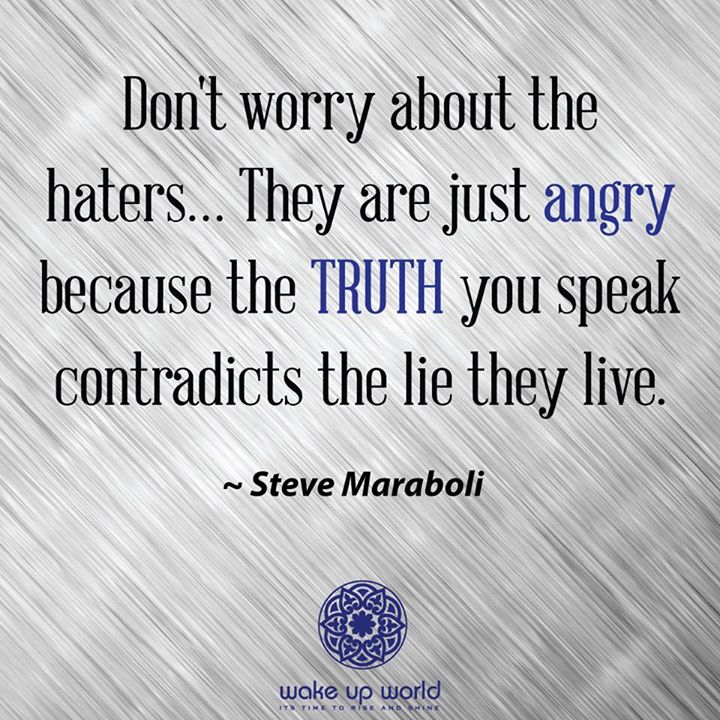 Don't worry about the
haters... They are just angry
because the TRUTH you speak
contradicts the lie they live.
~ Steve Maraboli
wake up world
ITS TIME TO RISE AND SHINE